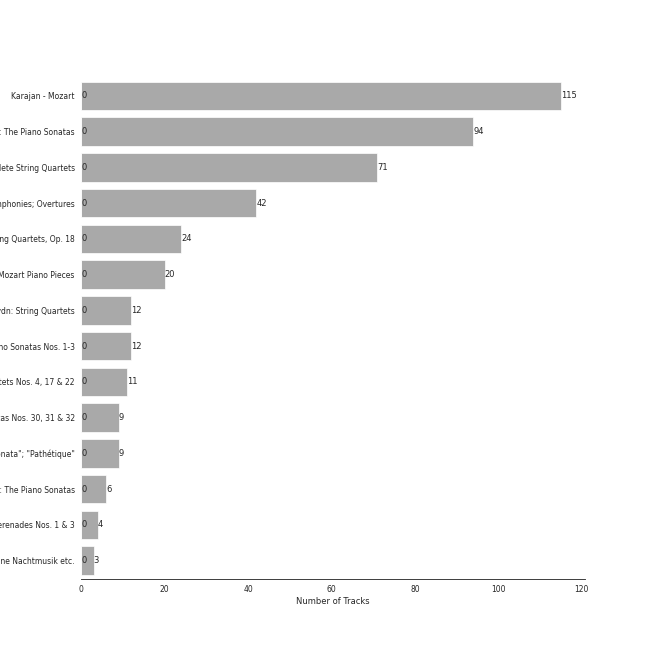 Karajan - Mozart 0 115
: The Piano Sonatas 0 94
lete String Quartets 0 71
nphonies; Overtures 0 42
ng Quartets, Op. 18 0 24
Mozart Piano Pieces 0 20
dn: String Quartets 0 12
no Sonatas Nos. 1-3 0 12
tets Nos. 4, 17 & 22 0 11
as Nos. 30, 31 & 32 0 9
nata"; "Pathétique" 0 9
: The Piano Sonatas 0 6
erenades Nos. 1 & 3 0 4
ne Nachtmusik etc. 0 3
0 20 40 60 80 100 120
Number of Tracks